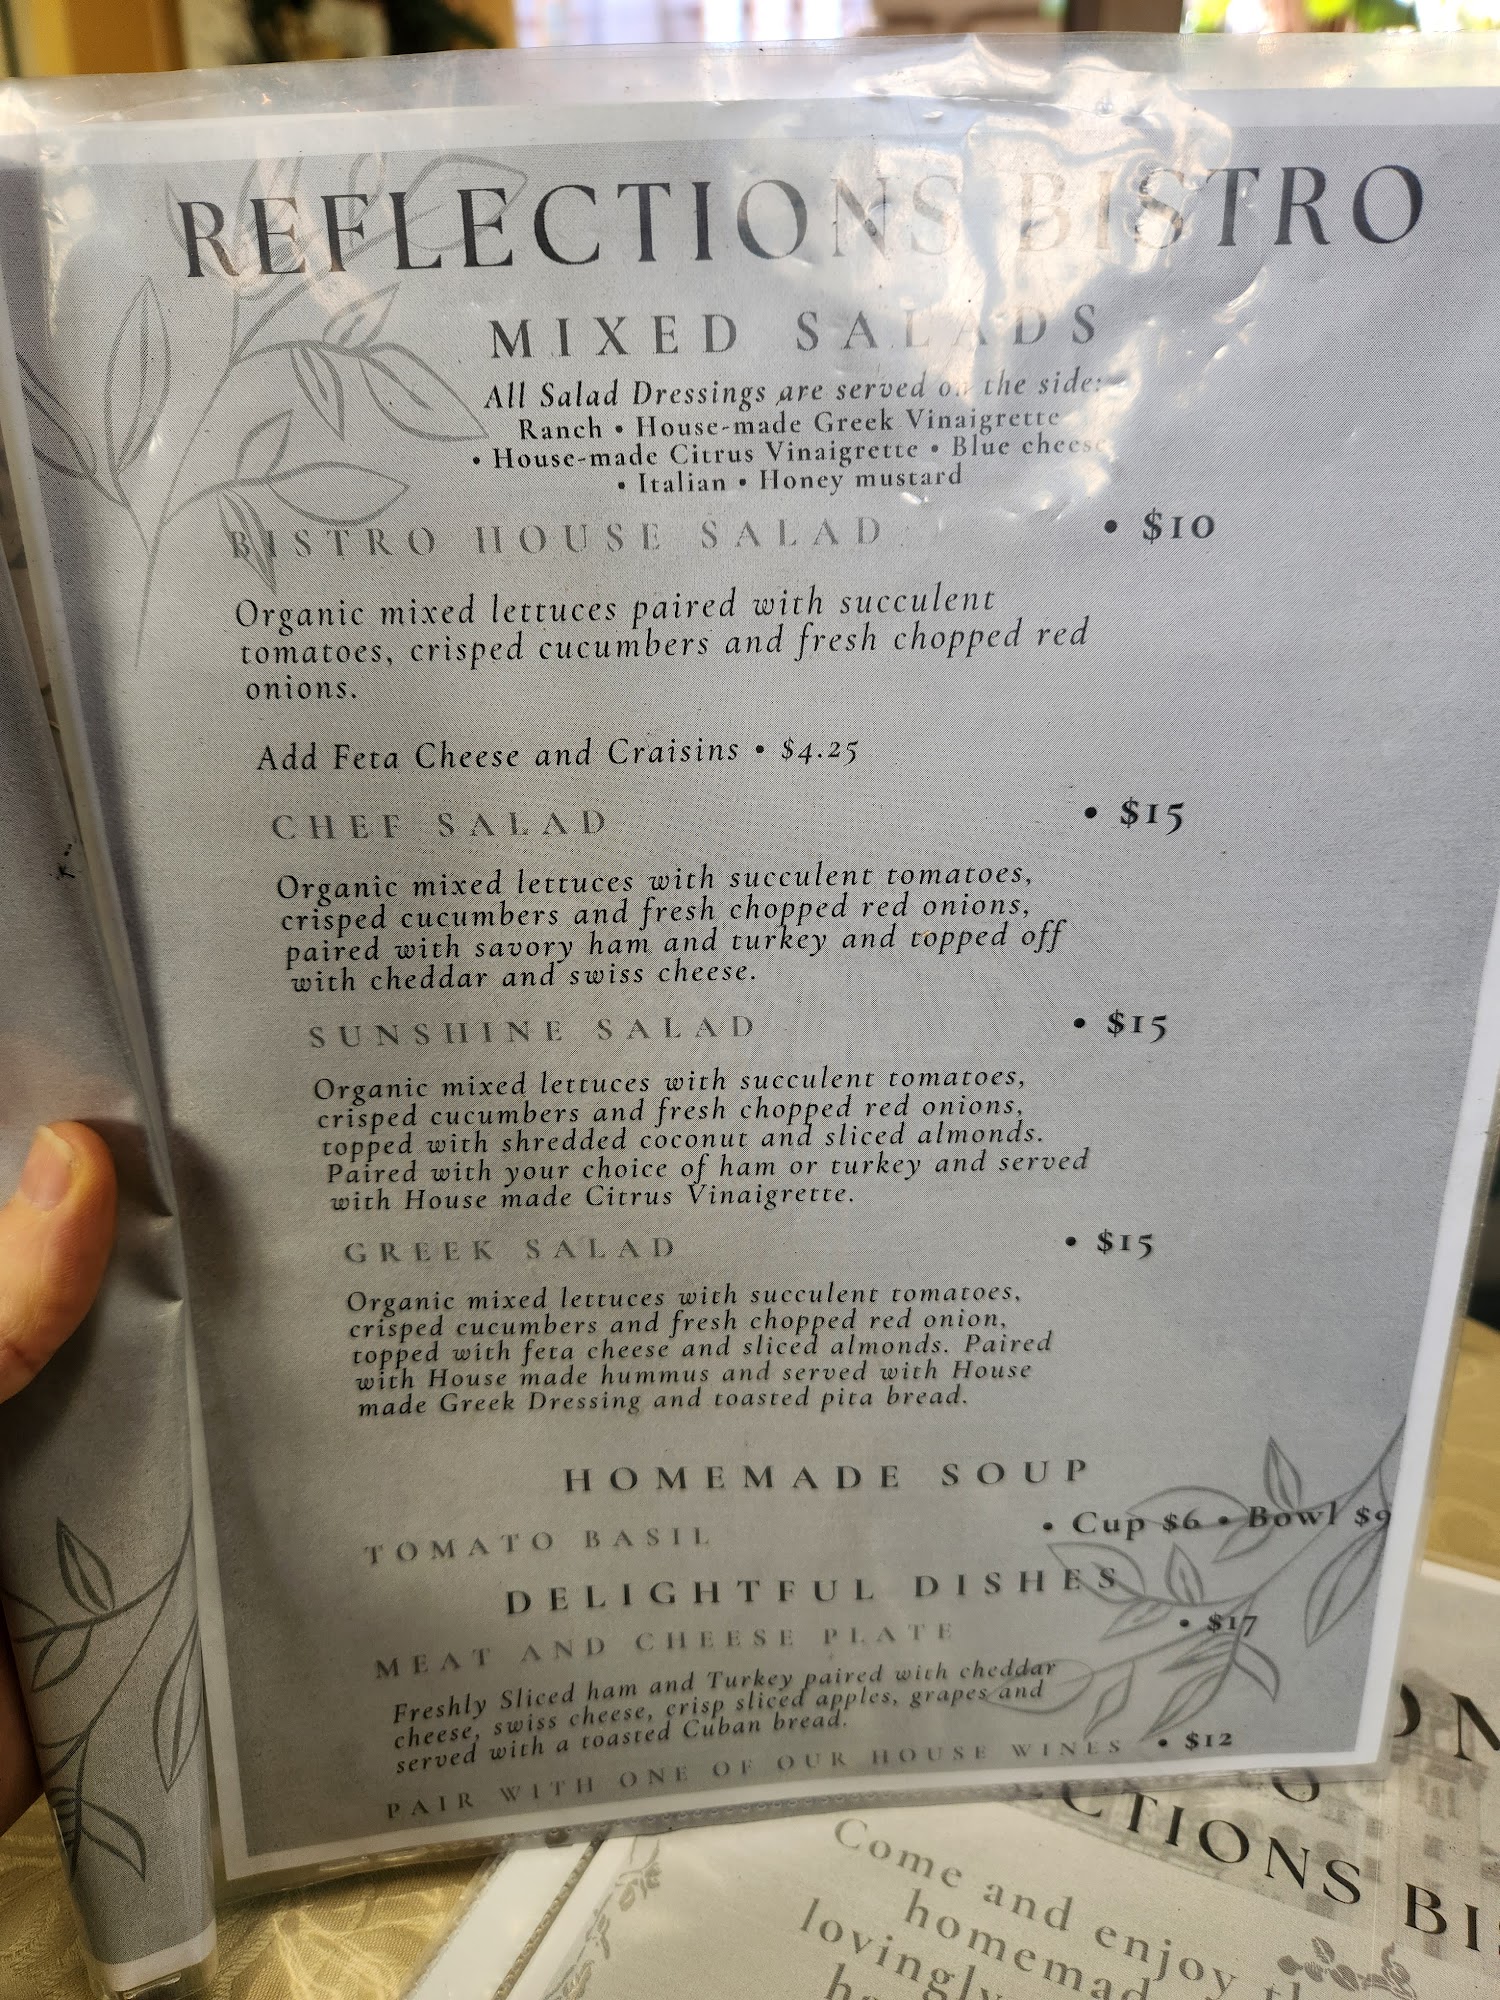 REFLECTIONS BISTRO
MIXED SALADS
All Salad Dressings are served on the side:
Ranch • House-made Greek Vinaigrette
• House-made Citrus Vinaigrette • Blue cheese
• Italian • Honey mustard
BISTRO HOUSE SALAD • $10
Organic mixed lettuces paired with succulent
tomatoes, crisped cucumbers and fresh chopped red
onions.
Add Feta Cheese and Craisins • $4.25
CHEF SALAD • $15
Organic mixed lettuces with succulent tomatoes,
crisped cucumbers and fresh chopped red onions,
paired with savory ham and turkey and topped off
with cheddar and swiss cheese.
SUNSHINE SALAD • $15
Organic mixed lettuces with succulent tomatoes,
crisped cucumbers and fresh chopped red onions,
topped with shredded coconut and sliced almonds.
Paired with your choice of ham or turkey and served
with House made Citrus Vinaigrette.
GREEK SALAD • $15
Organic mixed lettuces with succulent tomatoes,
crisped cucumbers and fresh chopped red onion,
topped with feta cheese and sliced almonds. Paired
with House made hummus and served with House
made Greek Dressing and toasted pita bread.
HOMEMADE SOUP
TOMATO BASIL • Cup $6 • Bowl $9
DELIGHTFUL DISHES
MEAT AND CHEESE PLATE • $17
Freshly Sliced ham and Turkey paired with cheddar
cheese, swiss cheese, crisp sliced apples, grapes and
served with a toasted Cuban bread.
PAIR WITH ONE OF OUR HOUSE WINES • $12
CTIONS BIS
Come and enjoy
homemad
lovingly